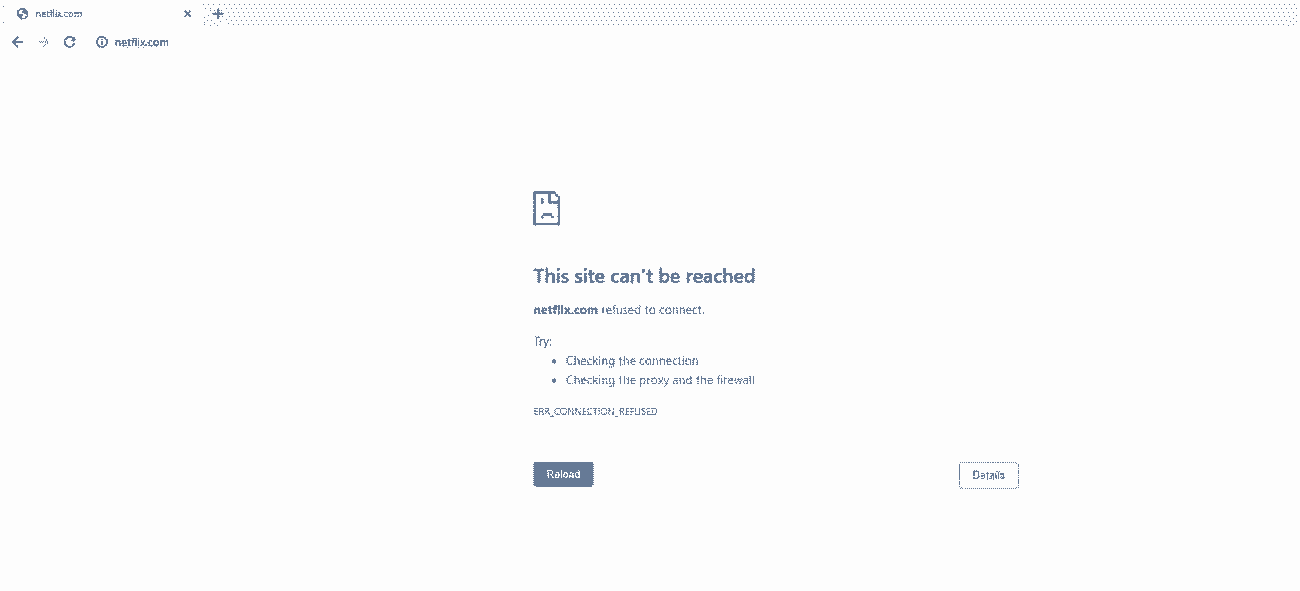 netflix.com
netflix.com
This site can't be reached
netflix.com refused to connect.
Try:
Checking the connection
Checking the proxy and the firewall
ERR_CONNECTION_REFUSED
Reload
Details